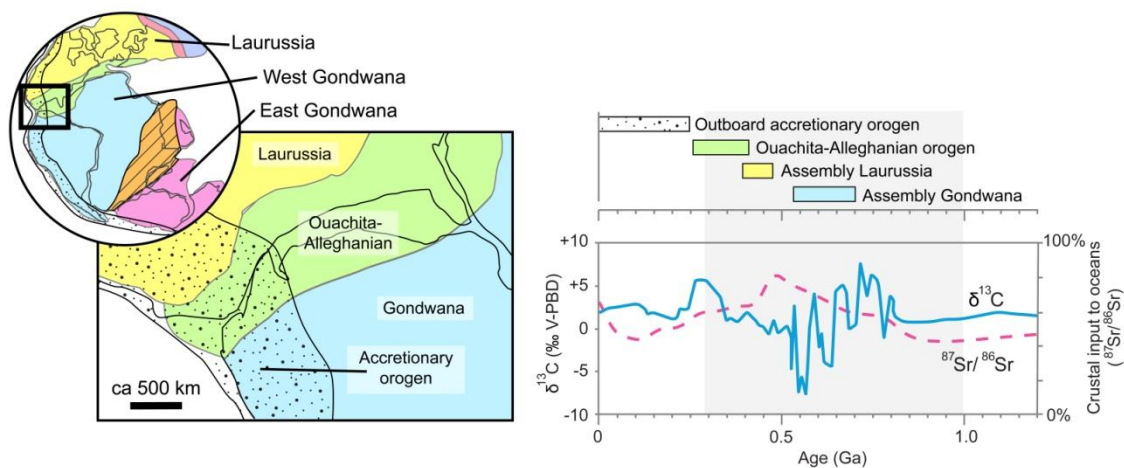 Laurussia
West Gondwana
East Gondwana
Laurussia
Ouachita-
Alleghanian
Gondwana
Accretionary
orogen
ca 500 km
Outboard accretionary orogen
Ouachita-Alleghanian orogen
Assembly Laurussia
Assembly Gondwana
+10
+5
0
-5
-10
δ¹³C (‰ V-PBD)
100%
0%
Crustal input to oceans
(⁸⁷Sr/⁸⁶Sr)
δ¹³C
⁸⁷Sr/ ⁸⁶Sr
0
0.5
1.0
Age (Ga)